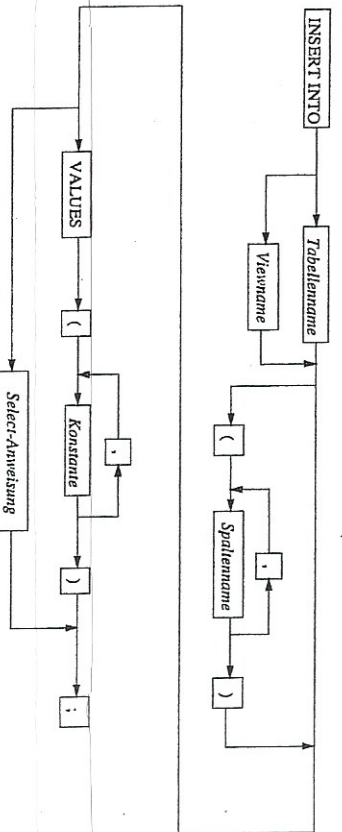 INSERT INTO
Tabellenname
Viewname
(
,
Spaltenname
)
VALUES
(
,
Konstante
)
;
Select-Anweisung